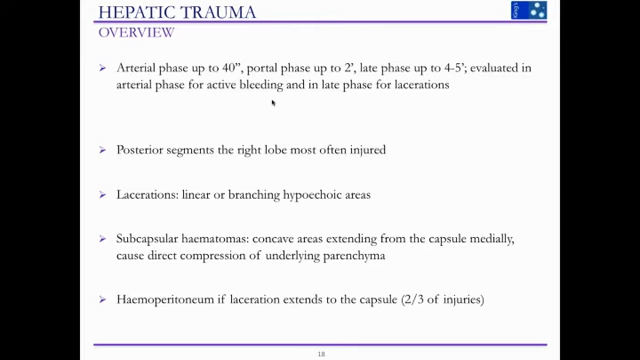 HEPATIC TRAUMA
OVERVIEW
Arterial phase up to 40”, portal phase up to 2’, late phase up to 4-5’; evaluated in
arterial phase for active bleeding and in late phase for lacerations
Posterior segments the right lobe most often injured
Lacerations: linear or branching hypoechoic areas
Subcapsular haematomas: concave areas extending from the capsule medially,
cause direct compression of underlying parenchyma
Haemoperitoneum if laceration extends to the capsule (2/3 of injuries)
18